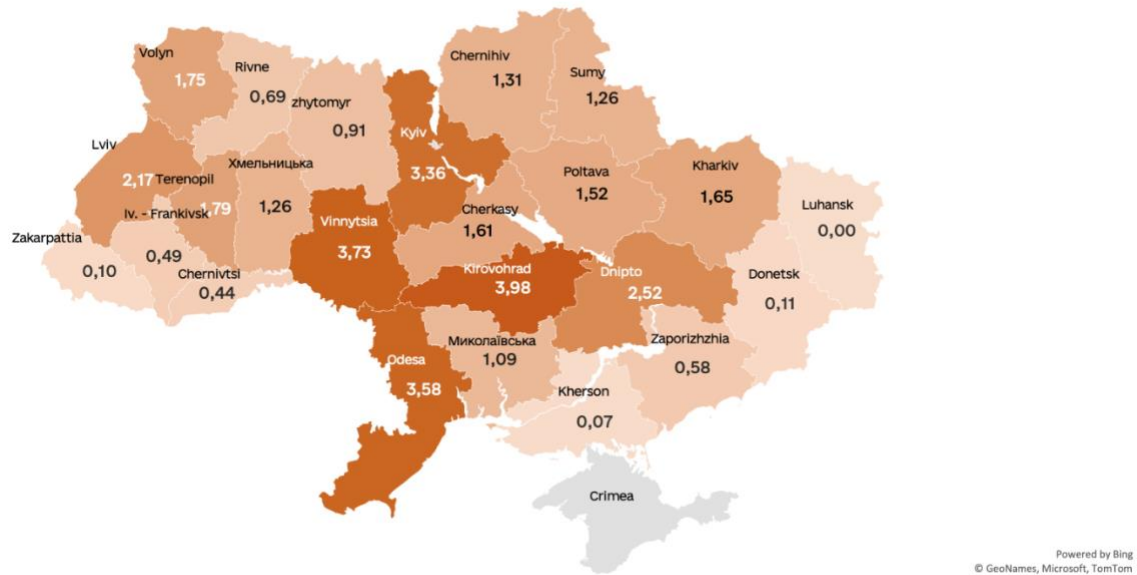 Volyn
1,75
Rivne
0,69
zhytomyr
0,91
Kyiv
3,36
Chernihiv
1,31
Sumy
1,26
Lviv
2,17
Terenopil
1,79
Хмельницька
1,26
Iv. - Frankivsk
0,49
Zakarpattia
0,10
Chernivtsi
0,44
Vinnytsia
3,73
Cherkasy
1,61
Poltava
1,52
Kharkiv
1,65
Luhansk
0,00
Kirovohrad
3,98
Dnipto
2,52
Donetsk
0,11
Odesa
3,58
Миколаївська
1,09
Zaporizhzhia
0,58
Kherson
0,07
Crimea
Powered by Bing
© GeoNames, Microsoft, TomTom